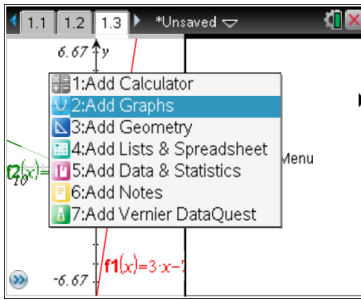 1.1 1.2 1.3 *Unsaved
6.67 y
1:Add Calculator
2:Add Graphs
3:Add Geometry
4:Add Lists & Spreadsheet
5:Add Data & Statistics
6:Add Notes
7:Add Vernier DataQuest
Menu
f2(x)=
f1(x)=3·x-7
-6.67